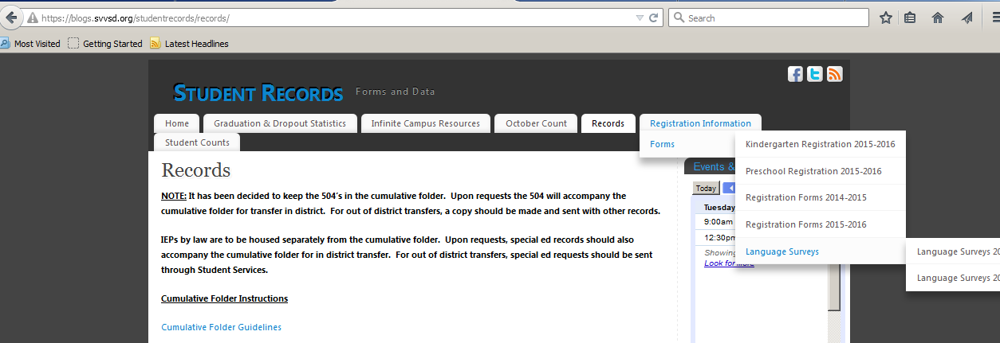 https://blogs.svvsd.org/studentrecords/records/
Search
Most Visited
Getting Started
Latest Headlines
STUDENT RECORDS
Forms and Data
Home
Graduation & Dropout Statistics
Infinite Campus Resources
October Count
Records
Registration Information
Student Counts
Forms
Kindergarten Registration 2015-2016
Preschool Registration 2015-2016
Registration Forms 2014-2015
Registration Forms 2015-2016
Language Surveys
Language Surveys 20
Language Surveys 20
Records
NOTE: It has been decided to keep the 504's in the cumulative folder. Upon requests the 504 will accompany the
cumulative folder for transfer in district. For out of district transfers, a copy should be made and sent with other records.
IEPs by law are to be housed separately from the cumulative folder. Upon requests, special ed records should also
accompany the cumulative folder for in district transfer. For out of district transfers, special ed requests should be sent
through Student Services.
Cumulative Folder Instructions
Cumulative Folder Guidelines
Events &
Today
Tuesday
9:00am
12:30pm
Showing
Look for more